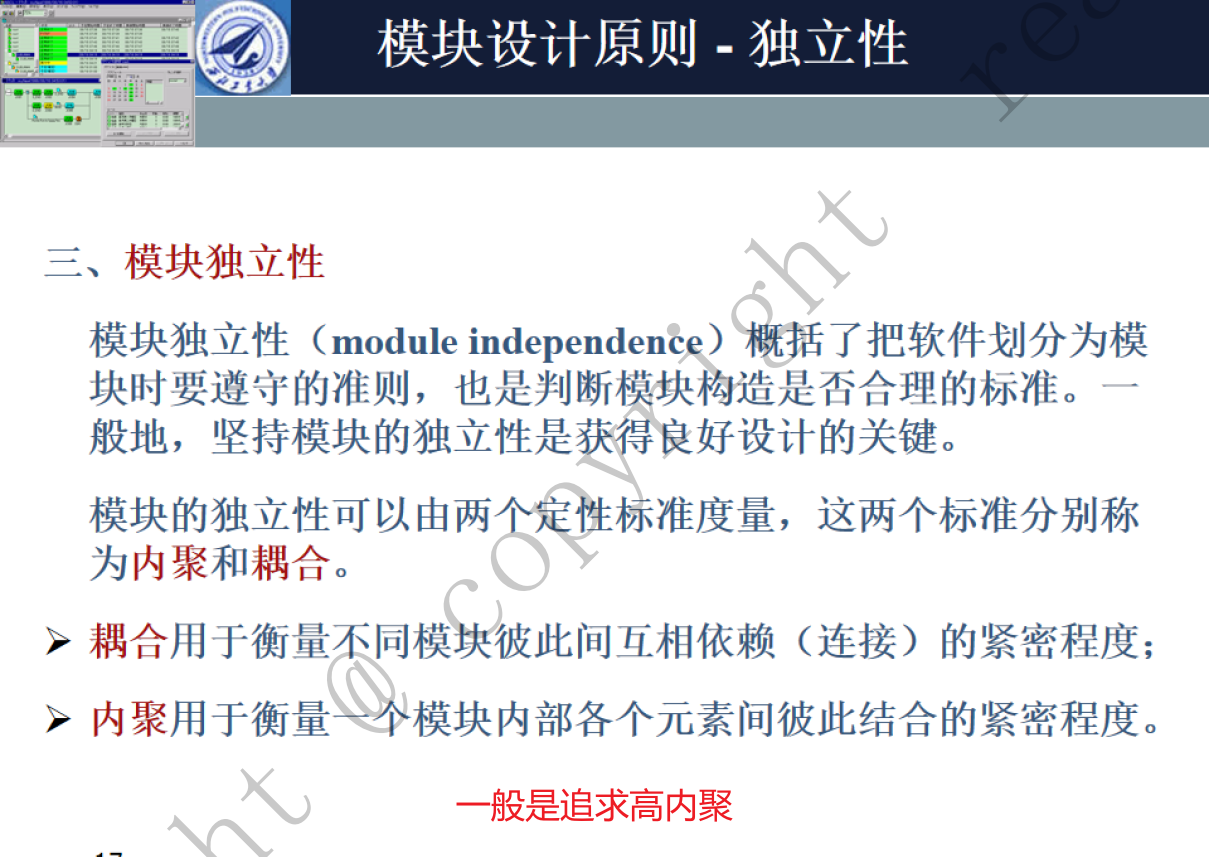 模块设计原则 - 独立性
三、模块独立性
模块独立性（module independence）概括了把软件划分为模
块时要遵守的准则，也是判断模块构造是否合理的标准。一
般地，坚持模块的独立性是获得良好设计的关键。
模块的独立性可以由两个定性标准度量，这两个标准分别称
为内聚和耦合。
➢ 耦合用于衡量不同模块彼此间互相依赖（连接）的紧密程度；
➢ 内聚用于衡量一个模块内部各个元素间彼此结合的紧密程度。
一般是追求高内聚
@ copyright